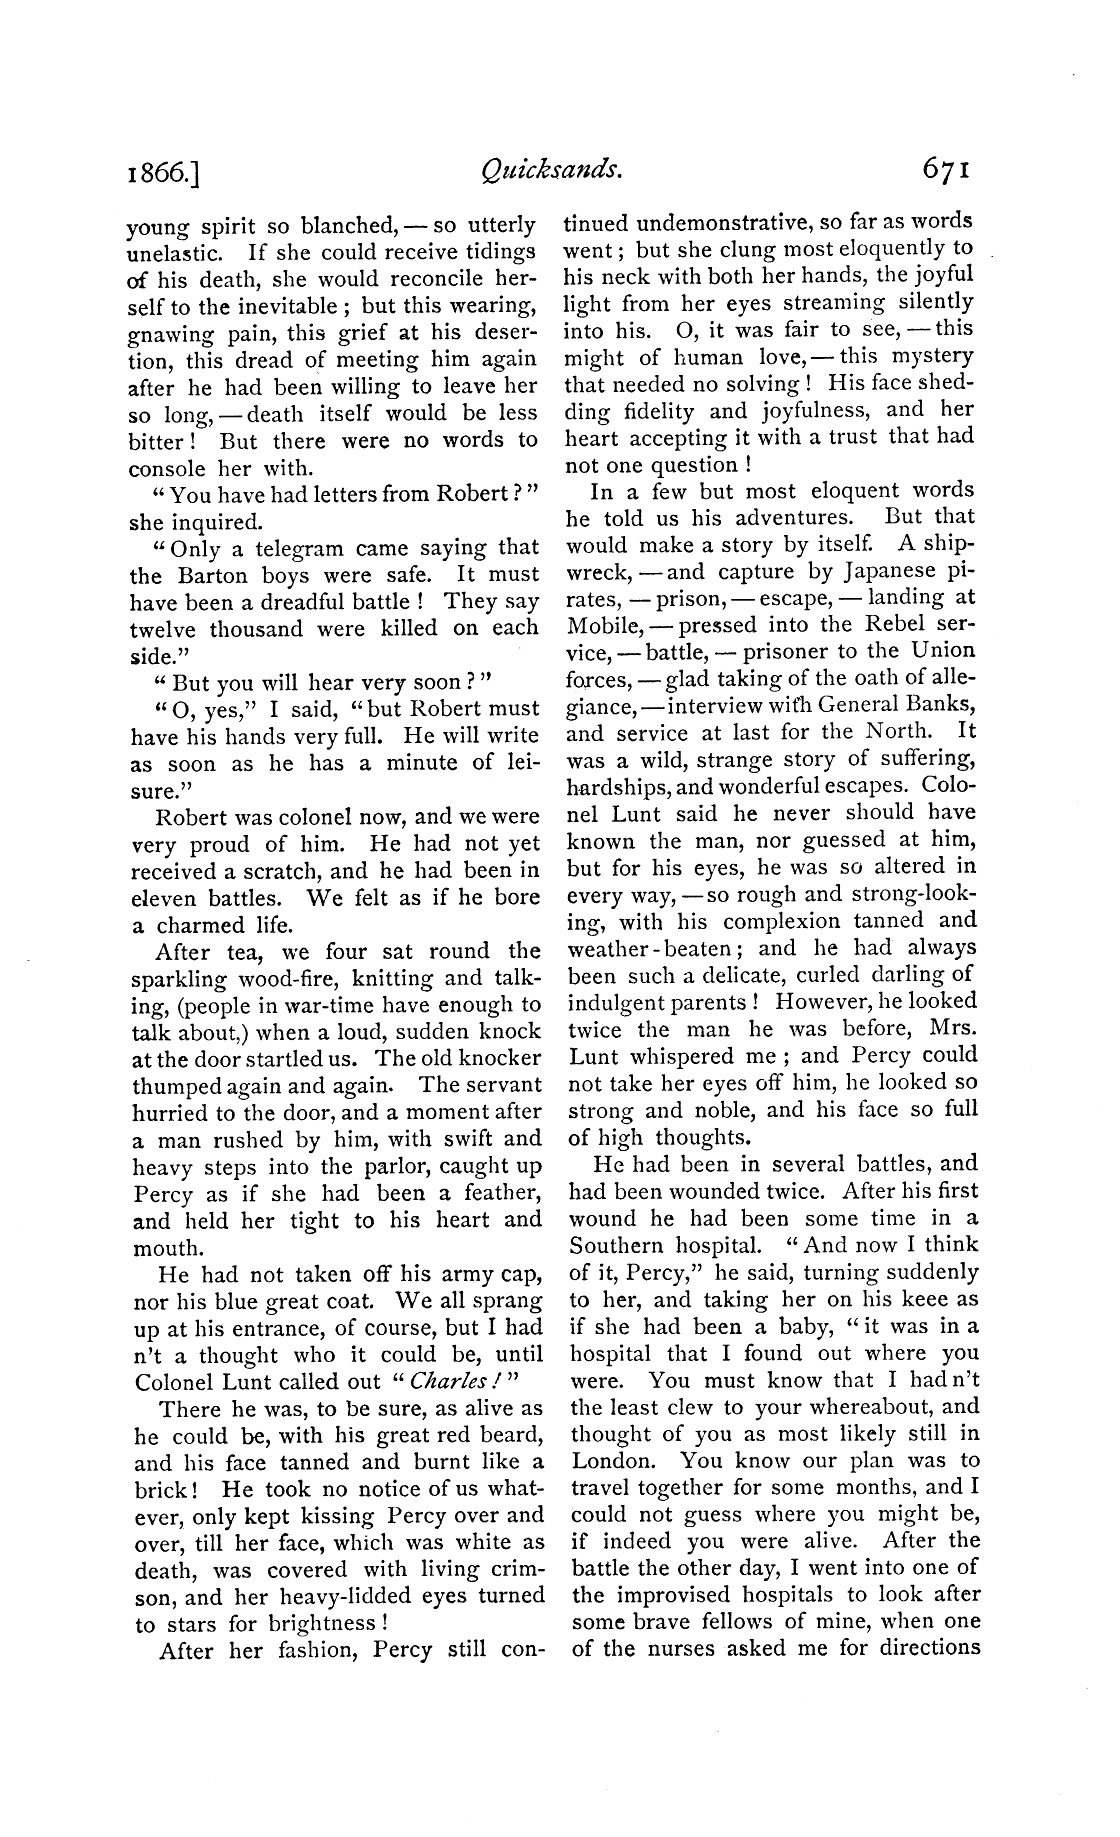 1866.] Quicksands. 671
young spirit so blanched, — so utterly
unelastic. If she could receive tidings
of his death, she would reconcile her-
self to the inevitable ; but this wearing,
gnawing pain, this grief at his deser-
tion, this dread of meeting him again
after he had been willing to leave her
so long, — death itself would be less
bitter ! But there were no words to
console her with.
“ You have had letters from Robert ? ”
she inquired.
“ Only a telegram came saying that
the Barton boys were safe. It must
have been a dreadful battle ! They say
twelve thousand were killed on each
side.”
“ But you will hear very soon ? ”
“ O, yes,” I said, “but Robert must
have his hands very full. He will write
as soon as he has a minute of lei-
sure.”
Robert was colonel now, and we were
very proud of him. He had not yet
received a scratch, and he had been in
eleven battles. We felt as if he bore
a charmed life.
After tea, we four sat round the
sparkling wood-fire, knitting and talk-
ing, (people in war-time have enough to
talk about,) when a loud, sudden knock
at the door startled us. The old knocker
thumped again and again. The servant
hurried to the door, and a moment after
a man rushed by him, with swift and
heavy steps into the parlor, caught up
Percy as if she had been a feather,
and held her tight to his heart and
mouth.
He had not taken off his army cap,
nor his blue great coat. We all sprang
up at his entrance, of course, but I had
n't a thought who it could be, until
Colonel Lunt called out “ Charles ! ”
There he was, to be sure, as alive as
he could be, with his great red beard,
and his face tanned and burnt like a
brick ! He took no notice of us what-
ever, only kept kissing Percy over and
over, till her face, which was white as
death, was covered with living crim-
son, and her heavy-lidded eyes turned
to stars for brightness !
After her fashion, Percy still con-
tinued undemonstrative, so far as words
went ; but she clung most eloquently to
his neck with both her hands, the joyful
light from her eyes streaming silently
into his. O, it was fair to see, — this
might of human love, — this mystery
that needed no solving ! His face shed-
ding fidelity and joyfulness, and her
heart accepting it with a trust that had
not one question !
In a few but most eloquent words
he told us his adventures. But that
would make a story by itself. A ship-
wreck, — and capture by Japanese pi-
rates, — prison, — escape, — landing at
Mobile, — pressed into the Rebel ser-
vice, — battle, — prisoner to the Union
forces, — glad taking of the oath of alle-
giance, — interview with General Banks,
and service at last for the North. It
was a wild, strange story of suffering,
hardships, and wonderful escapes. Colo-
nel Lunt said he never should have
known the man, nor guessed at him,
but for his eyes, he was so altered in
every way, — so rough and strong-look-
ing, with his complexion tanned and
weather-beaten ; and he had always
been such a delicate, curled darling of
indulgent parents ! However, he looked
twice the man he was before, Mrs.
Lunt whispered me ; and Percy could
not take her eyes off him, he looked so
strong and noble, and his face so full
of high thoughts.
He had been in several battles, and
had been wounded twice. After his first
wound he had been some time in a
Southern hospital. “ And now I think
of it, Percy,” he said, turning suddenly
to her, and taking her on his keee as
if she had been a baby, “ it was in a
hospital that I found out where you
were. You must know that I had n't
the least clew to your whereabout, and
thought of you as most likely still in
London. You know our plan was to
travel together for some months, and I
could not guess where you might be,
if indeed you were alive. After the
battle the other day, I went into one of
the improvised hospitals to look after
some brave fellows of mine, when one
of the nurses asked me for directions